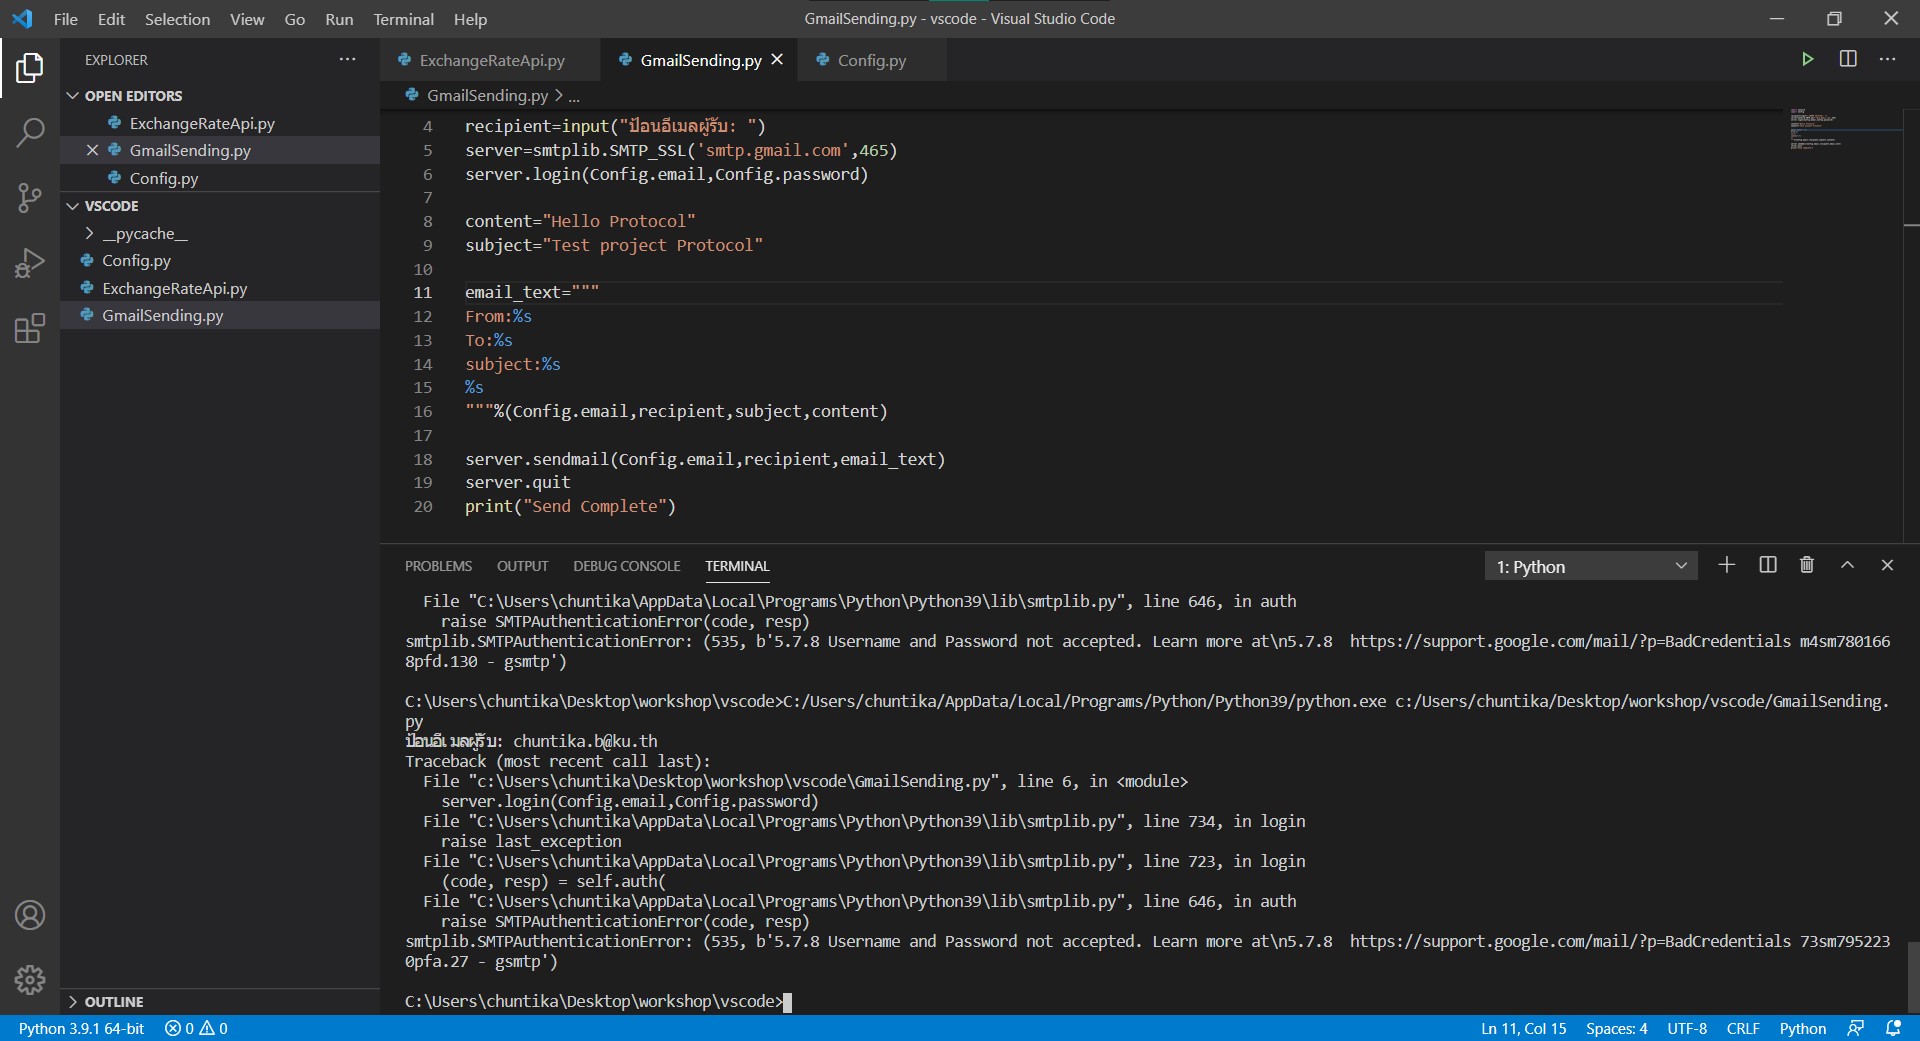 File Edit Selection View Go Run Terminal Help
GmailSending.py - vscode - Visual Studio Code
EXPLORER
OPEN EDITORS
ExchangeRateApi.py
GmailSending.py
Config.py
VSCODE
__pycache__
Config.py
ExchangeRateApi.py
GmailSending.py
OUTLINE
ExchangeRateApi.py GmailSending.py Config.py
GmailSending.py > ...
4 recipient=input("ป้อนอีเมลผู้รับ: ")
5 server=smtplib.SMTP_SSL('smtp.gmail.com',465)
6 server.login(Config.email,Config.password)
7
8 content="Hello Protocol"
9 subject="Test project Protocol"
10
11 email_text="""
12 From:%s
13 To:%s
14 subject:%s
15 %s
16 """%(Config.email,recipient,subject,content)
17
18 server.sendmail(Config.email,recipient,email_text)
19 server.quit
20 print("Send Complete")
PROBLEMS OUTPUT DEBUG CONSOLE TERMINAL 1: Python
File "C:\Users\chuntika\AppData\Local\Programs\Python\Python39\lib\smtplib.py", line 646, in auth
raise SMTPAuthenticationError(code, resp)
smtplib.SMTPAuthenticationError: (535, b'5.7.8 Username and Password not accepted. Learn more at\n5.7.8  https://support.google.com/mail/?p=BadCredentials m4sm780166
8pfd.130 - gsmtp')
C:\Users\chuntika\Desktop\workshop\vscode>C:/Users/chuntika/AppData/Local/Programs/Python/Python39/python.exe c:/Users/chuntika/Desktop/workshop/vscode/GmailSending.
py
ป้อนอีเมลผู้รับ: chuntika.b@ku.th
Traceback (most recent call last):
File "c:\Users\chuntika\Desktop\workshop\vscode\GmailSending.py", line 6, in <module>
server.login(Config.email,Config.password)
File "C:\Users\chuntika\AppData\Local\Programs\Python\Python39\lib\smtplib.py", line 734, in login
raise last_exception
File "C:\Users\chuntika\AppData\Local\Programs\Python\Python39\lib\smtplib.py", line 723, in login
(code, resp) = self.auth(
File "C:\Users\chuntika\AppData\Local\Programs\Python\Python39\lib\smtplib.py", line 646, in auth
raise SMTPAuthenticationError(code, resp)
smtplib.SMTPAuthenticationError: (535, b'5.7.8 Username and Password not accepted. Learn more at\n5.7.8  https://support.google.com/mail/?p=BadCredentials 73sm795223
0pfa.27 - gsmtp')
C:\Users\chuntika\Desktop\workshop\vscode>
Python 3.9.1 64-bit 0 0 Ln 11, Col 15 Spaces: 4 UTF-8 CRLF Python